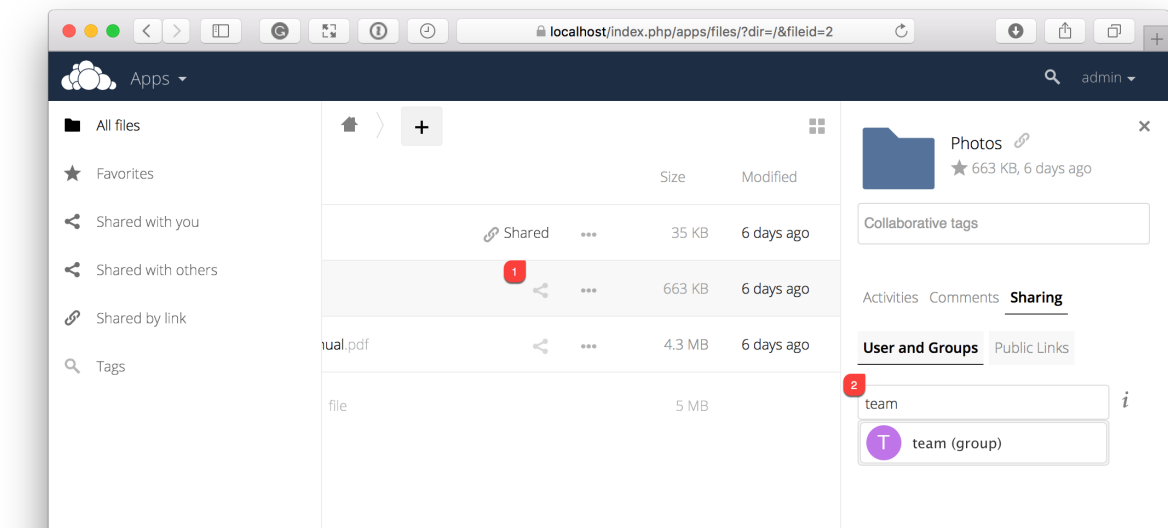 localhost/index.php/apps/files/?dir=/&fileid=2
Apps
admin
All files
Favorites
Shared with you
Shared with others
Shared by link
Tags
Size Modified
Shared 35 KB 6 days ago
1
663 KB 6 days ago
nual.pdf 4.3 MB 6 days ago
file 5 MB
Photos
663 KB, 6 days ago
Collaborative tags
Activities Comments Sharing
User and Groups Public Links
2
team
i
T team (group)